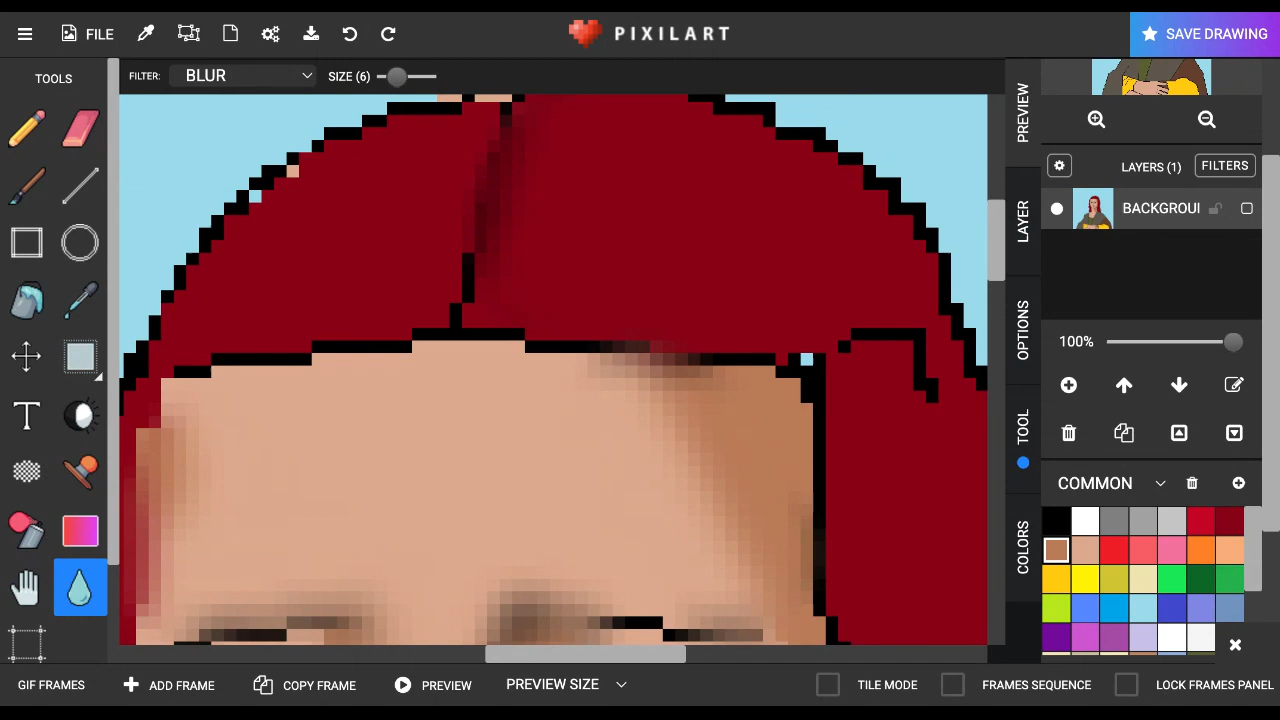 FILE
PIXILART
SAVE DRAWING
TOOLS
FILTER: BLUR SIZE (6)
PREVIEW
LAYER
OPTIONS
TOOL
COLORS
LAYERS (1) FILTERS
BACKGROUI
100%
COMMON
T
GIF FRAMES ADD FRAME COPY FRAME PREVIEW PREVIEW SIZE TILE MODE FRAMES SEQUENCE LOCK FRAMES PANEL